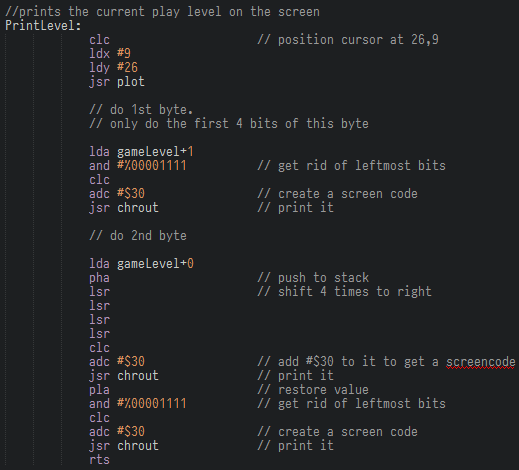 //prints the current play level on the screen
PrintLevel:
clc // position cursor at 26,9
ldx #9
ldy #26
jsr plot
// do 1st byte.
// only do the first 4 bits of this byte
lda gameLevel+1
and #%00001111 // get rid of leftmost bits
clc
adc #$30 // create a screen code
jsr chrout // print it
// do 2nd byte
lda gameLevel+0
pha // push to stack
lsr // shift 4 times to right
lsr
lsr
lsr
clc
adc #$30 // add #$30 to it to get a screencode
jsr chrout // print it
pla // restore value
and #%00001111 // get rid of leftmost bits
clc
adc #$30 // create a screen code
jsr chrout // print it
rts